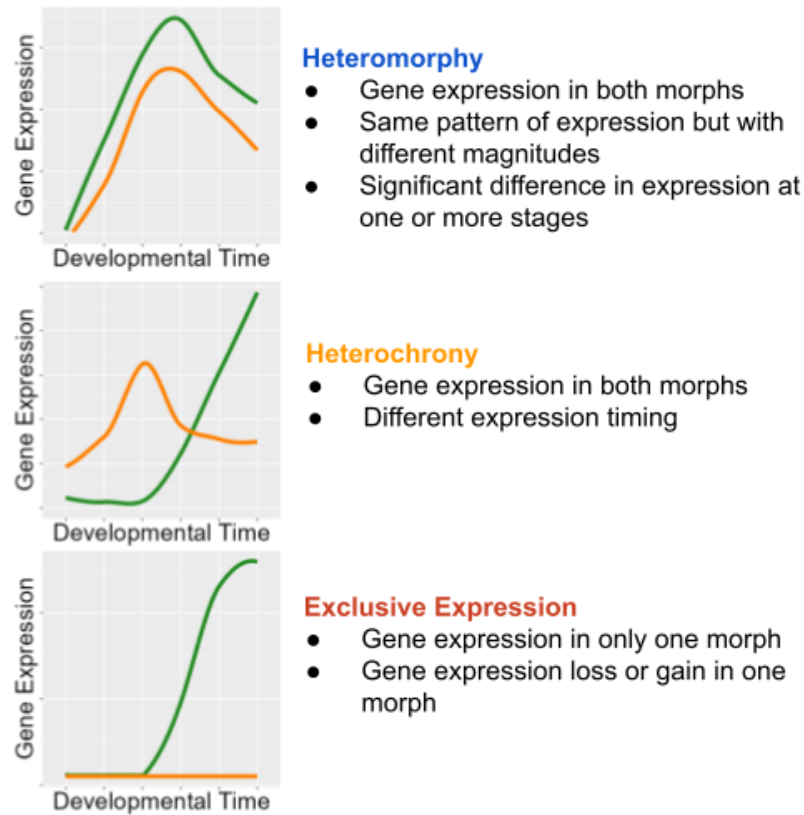 Gene Expression
Developmental Time
Heteromorphy
● Gene expression in both morphs
● Same pattern of expression but with
different magnitudes
● Significant difference in expression at
one or more stages
Gene Expression
Developmental Time
Heterochrony
● Gene expression in both morphs
● Different expression timing
Gene Expression
Developmental Time
Exclusive Expression
● Gene expression in only one morph
● Gene expression loss or gain in one
morph